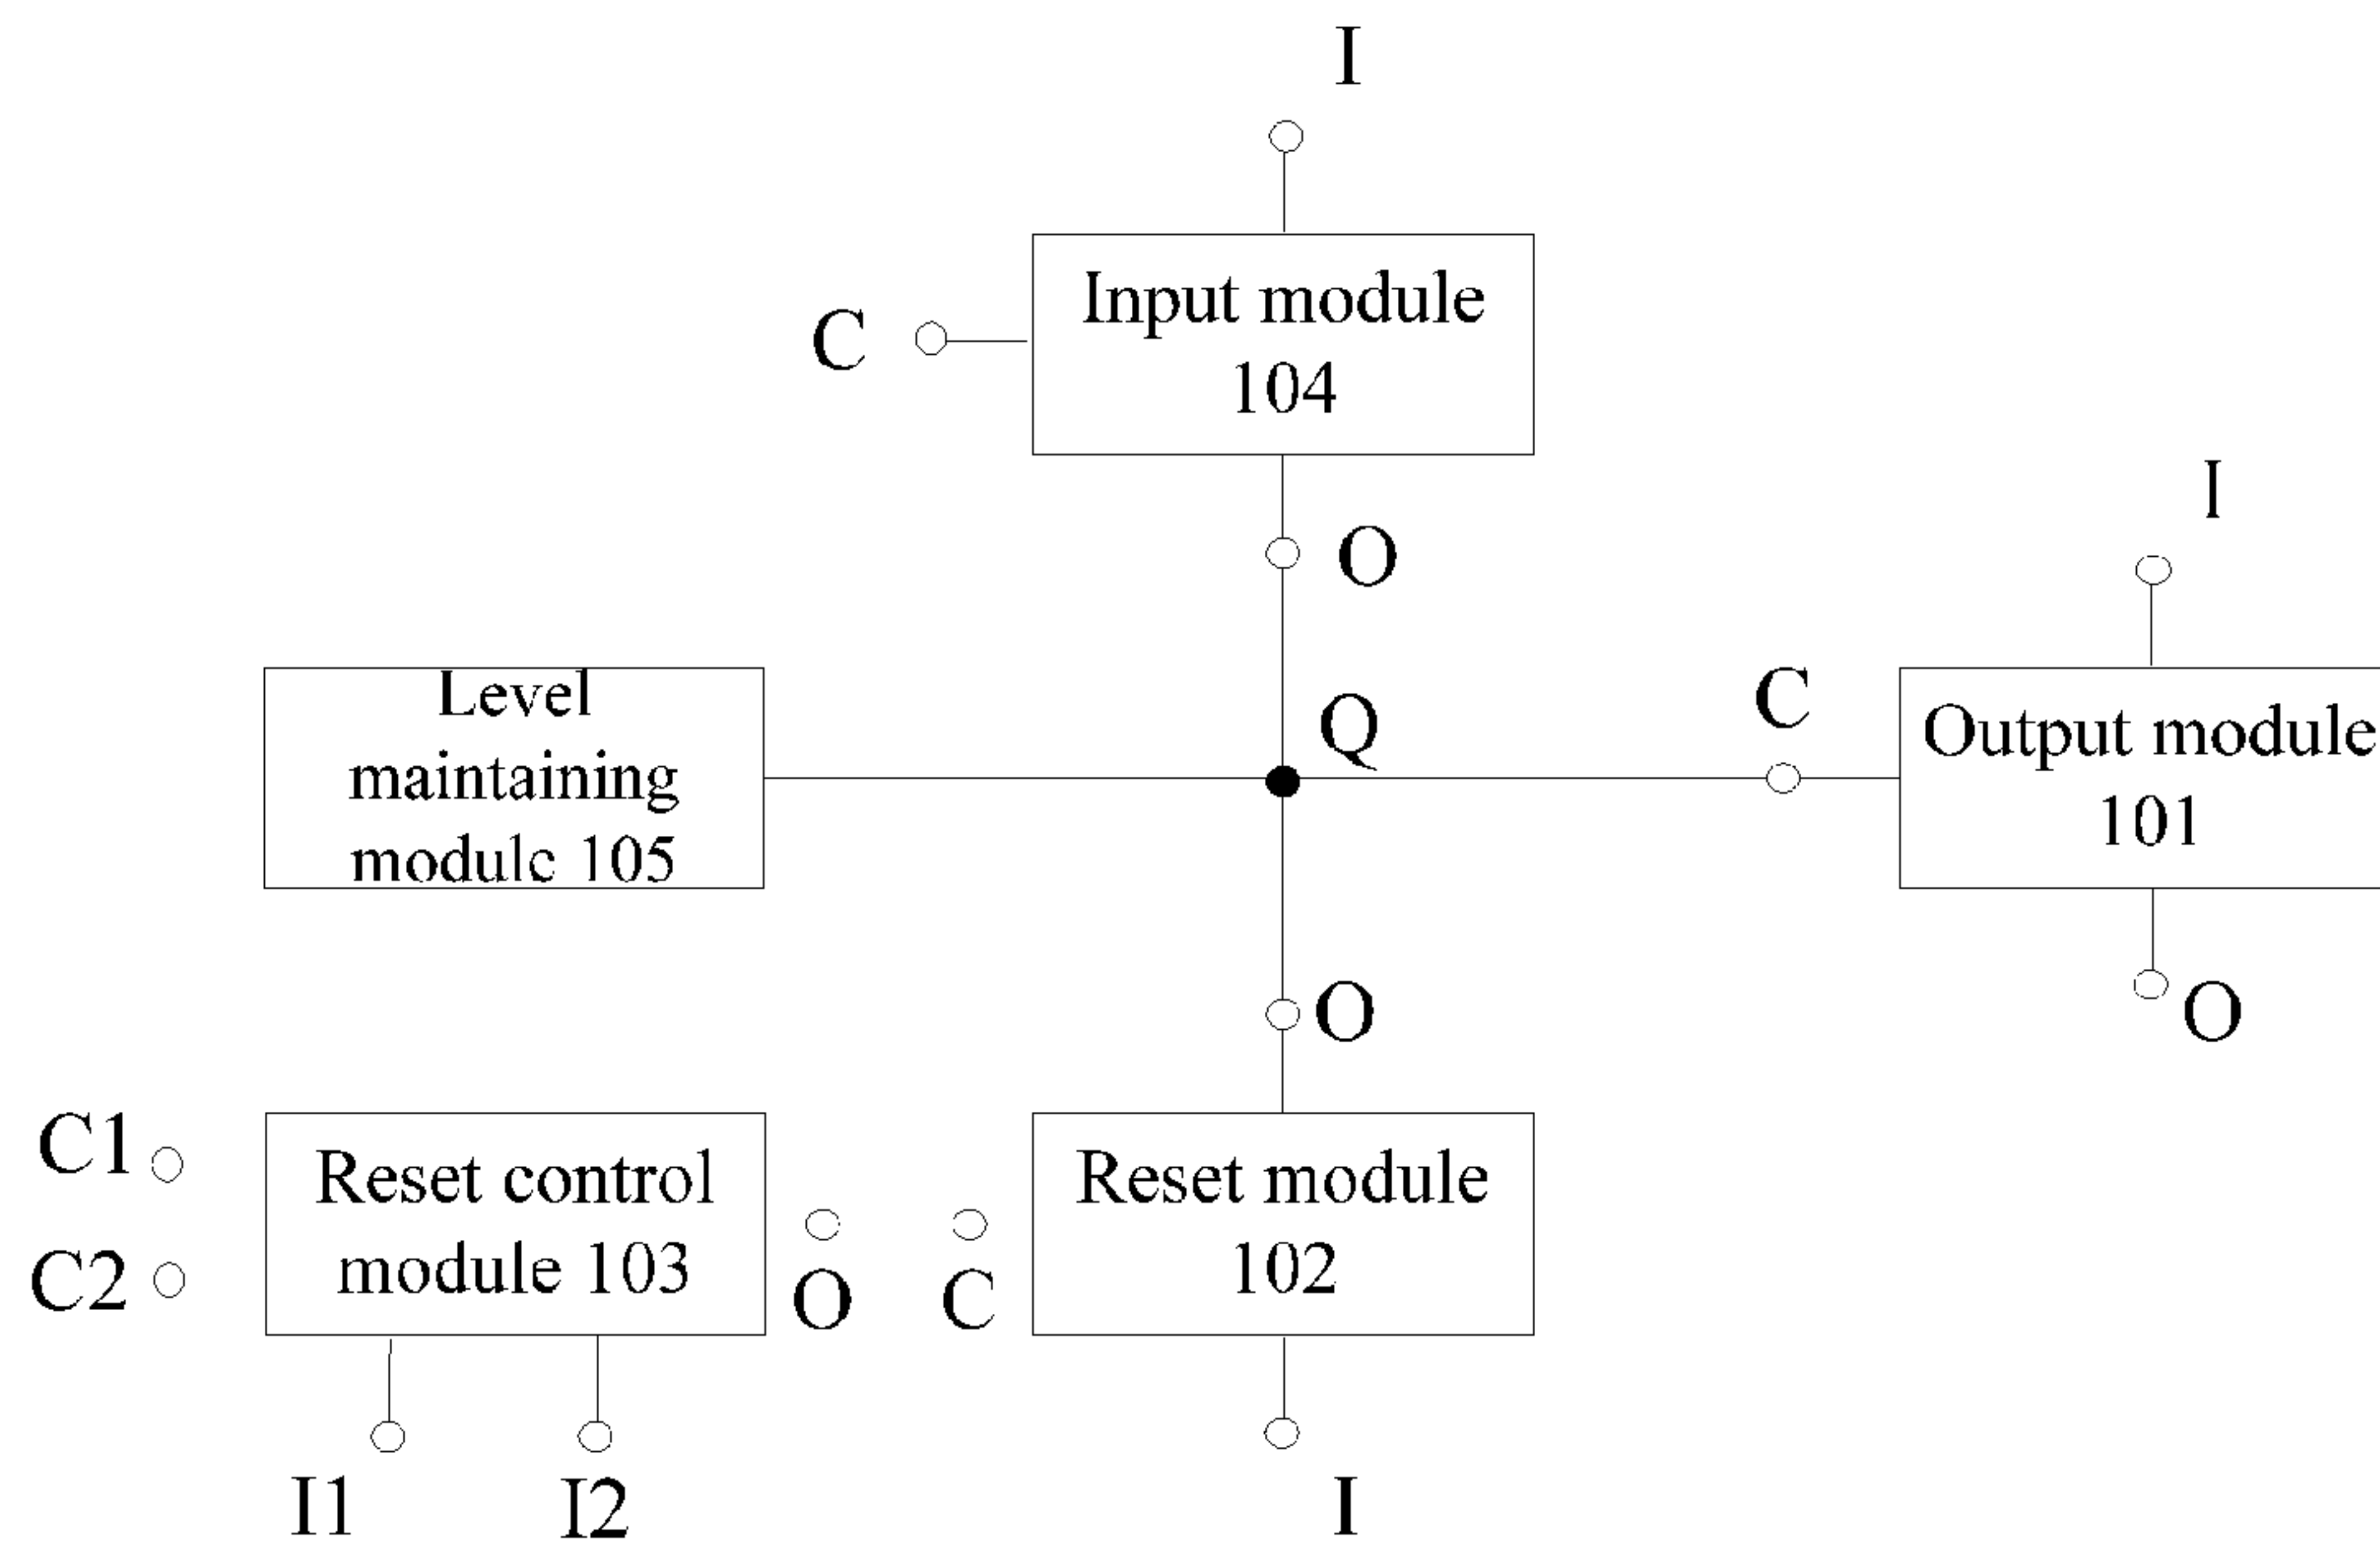 I
C
Input module
104
O
I
Level
maintaining
module 105
Q
C
Output module
101
O
O
C1
C2
Reset control
module 103
O
C
Reset module
102
I1
I2
I